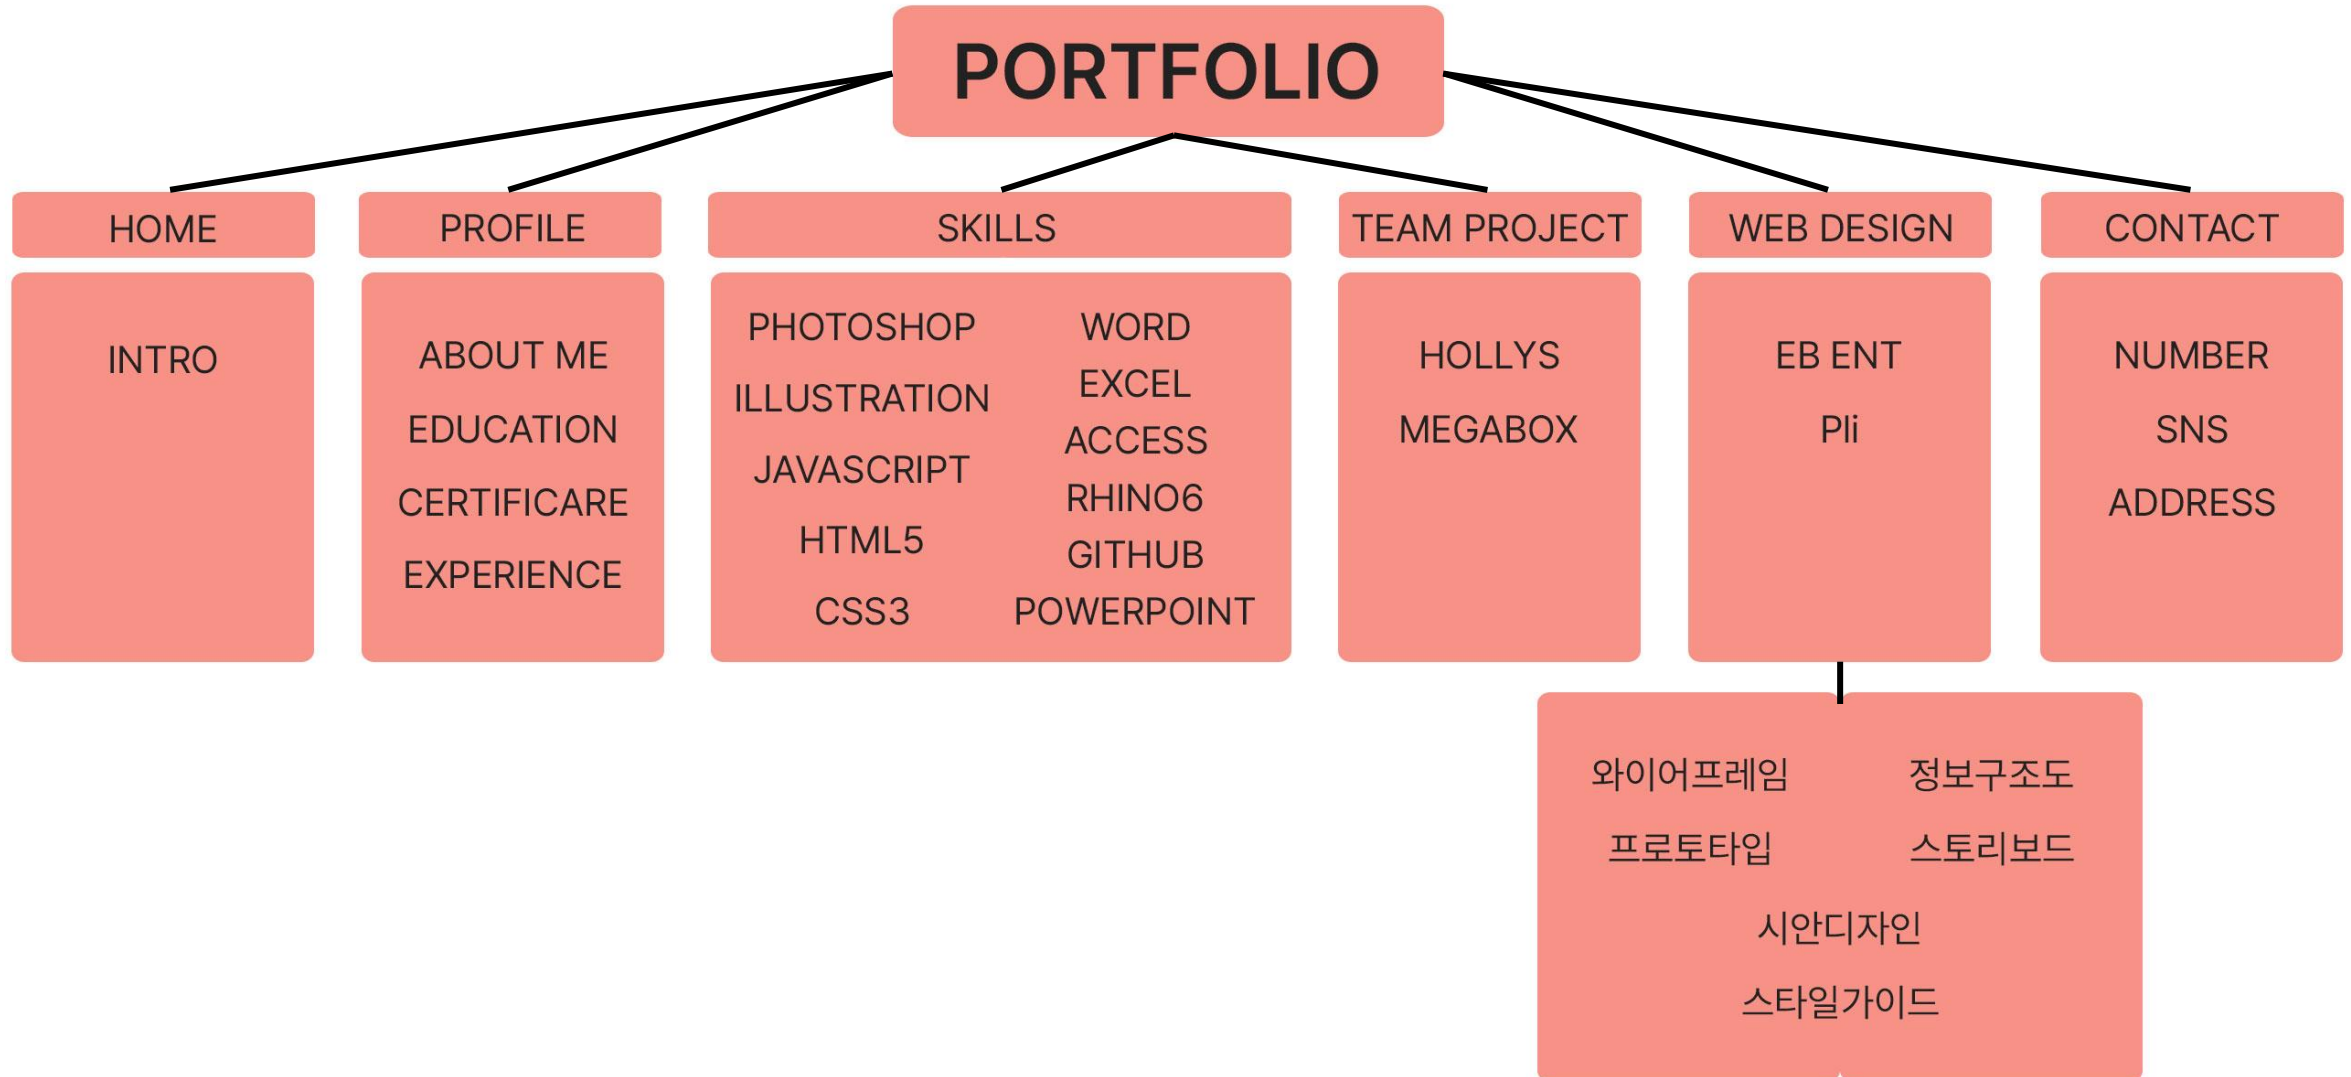 PORTFOLIO
HOME
PROFILE
SKILLS
TEAM PROJECT
WEB DESIGN
CONTACT
INTRO
ABOUT ME
EDUCATION
CERTIFICARE
EXPERIENCE
PHOTOSHOP
ILLUSTRATION
JAVASCRIPT
HTML5
CSS3
WORD
EXCEL
ACCESS
RHINO6
GITHUB
POWERPOINT
HOLLYS
MEGABOX
EB ENT
Pli
NUMBER
SNS
ADDRESS
와이어프레임
정보구조도
프로토타입
스토리보드
시안디자인
스타일가이드